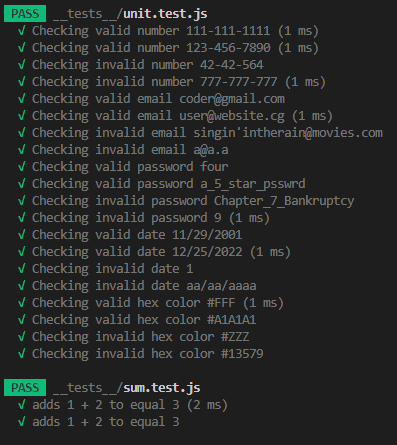 PASS __tests__/unit.test.js
√ Checking valid number 111-111-1111 (1 ms)
√ Checking valid number 123-456-7890 (1 ms)
√ Checking invalid number 42-42-564
√ Checking invalid number 777-777-777 (1 ms)
√ Checking valid email coder@gmail.com
√ Checking valid email user@website.cg (1 ms)
√ Checking invalid email singin'intherain@movies.com
√ Checking invalid email a@a.a
√ Checking valid password four
√ Checking valid password a_5_star_psswrd
√ Checking invalid password Chapter_7_Bankruptcy
√ Checking invalid password 9 (1 ms)
√ Checking valid date 11/29/2001
√ Checking valid date 12/25/2022 (1 ms)
√ Checking invalid date 1
√ Checking invalid date aa/aa/aaaa
√ Checking valid hex color #FFF (1 ms)
√ Checking valid hex color #A1A1A1
√ Checking invalid hex color #ZZZ
√ Checking invalid hex color #13579
PASS __tests__/sum.test.js
√ adds 1 + 2 to equal 3 (2 ms)
√ adds 1 + 2 to equal 3